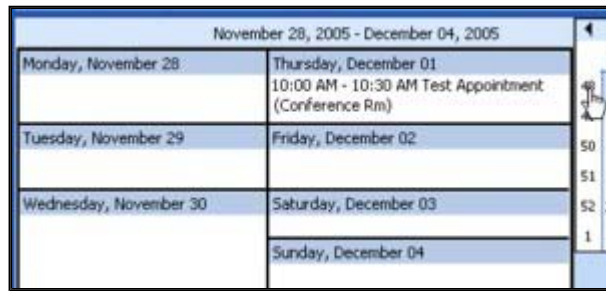 November 28, 2005 - December 04, 2005
Monday, November 28
Thursday, December 01
10:00 AM - 10:30 AM Test Appointment
(Conference Rm)
Tuesday, November 29
Friday, December 02
Wednesday, November 30
Saturday, December 03
Sunday, December 04
50
51
52
1